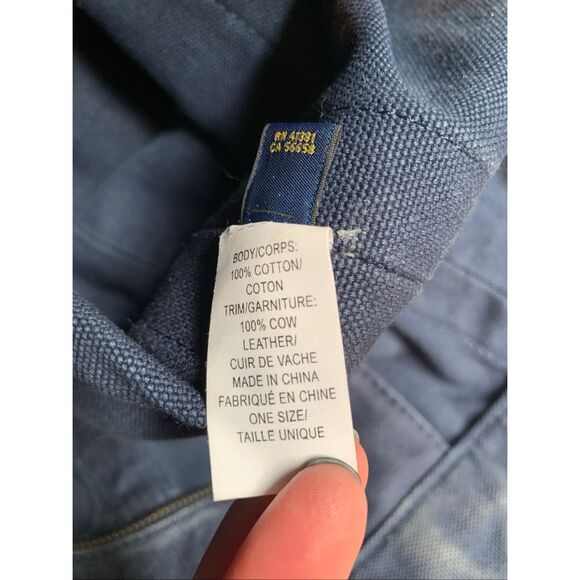 RN 41381
CA 56658
BODY/CORPS:
100% COTTON/
COTON
TRIM/GARNITURE:
100% COW
LEATHER/
CUIR DE VACHE
MADE IN CHINA
FABRIQUÉ EN CHINE
ONE SIZE/
TAILLE UNIQUE